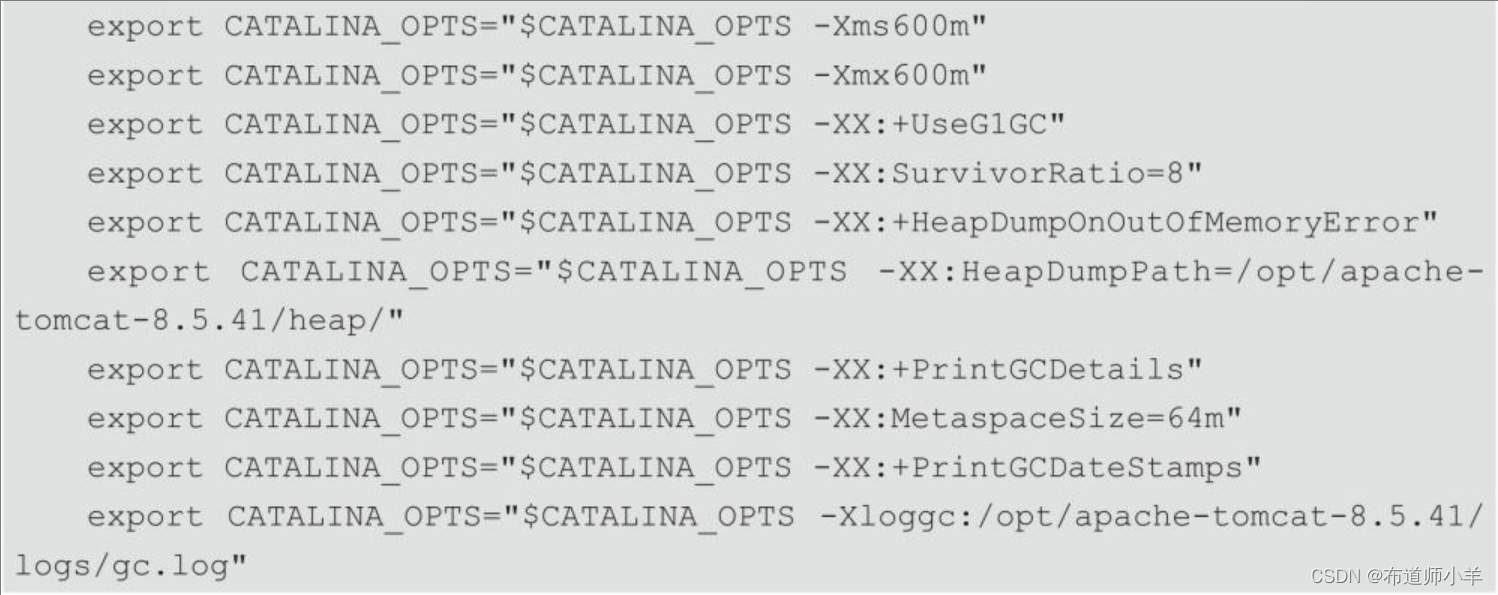 export CATALINA_OPTS="$CATALINA_OPTS -Xms600m"
export CATALINA_OPTS="$CATALINA_OPTS -Xmx600m"
export CATALINA_OPTS="$CATALINA_OPTS -XX:+UseG1GC"
export CATALINA_OPTS="$CATALINA_OPTS -XX:SurvivorRatio=8"
export CATALINA_OPTS="$CATALINA_OPTS -XX:+HeapDumpOnOutOfMemoryError"
export CATALINA_OPTS="$CATALINA_OPTS -XX:HeapDumpPath=/opt/apache-
tomcat-8.5.41/heap/"
export CATALINA_OPTS="$CATALINA_OPTS -XX:+PrintGCDetails"
export CATALINA_OPTS="$CATALINA_OPTS -XX:MetaspaceSize=64m"
export CATALINA_OPTS="$CATALINA_OPTS -XX:+PrintGCDateStamps"
export CATALINA_OPTS="$CATALINA_OPTS -Xloggc:/opt/apache-tomcat-8.5.41/
logs/gc.log"
CSDN @布道师小羊